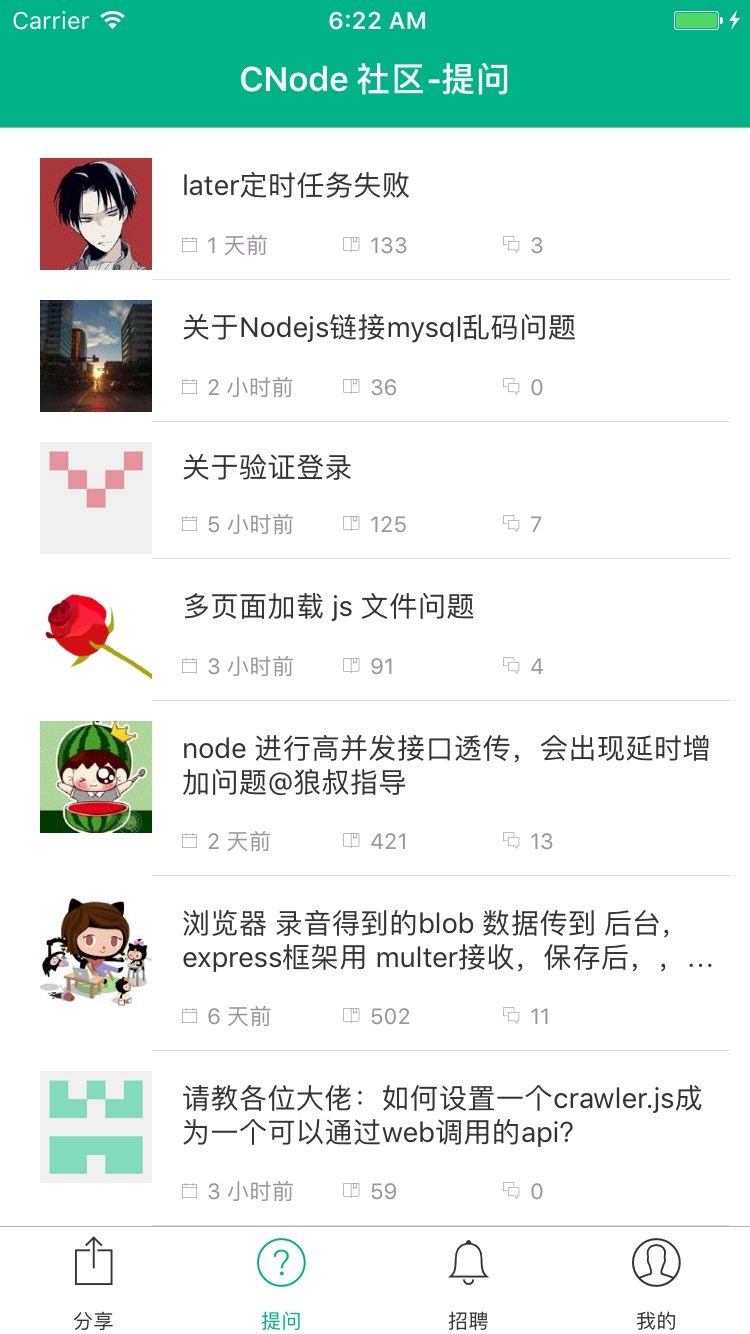 Carrier 6:22 AM
CNode 社区-提问
later定时任务失败
1 天前 133 3
关于Nodejs链接mysql乱码问题
2 小时前 36 0
关于验证登录
5 小时前 125 7
多页面加载 js 文件问题
3 小时前 91 4
node 进行高并发接口透传，会出现延时增
加问题@狼叔指导
2 天前 421 13
浏览器 录音得到的blob 数据传到 后台，
express框架用 multer接收，保存后，，…
6 天前 502 11
请教各位大佬：如何设置一个crawler.js成
为一个可以通过web调用的api?
3 小时前 59 0
分享 提问 招聘 我的